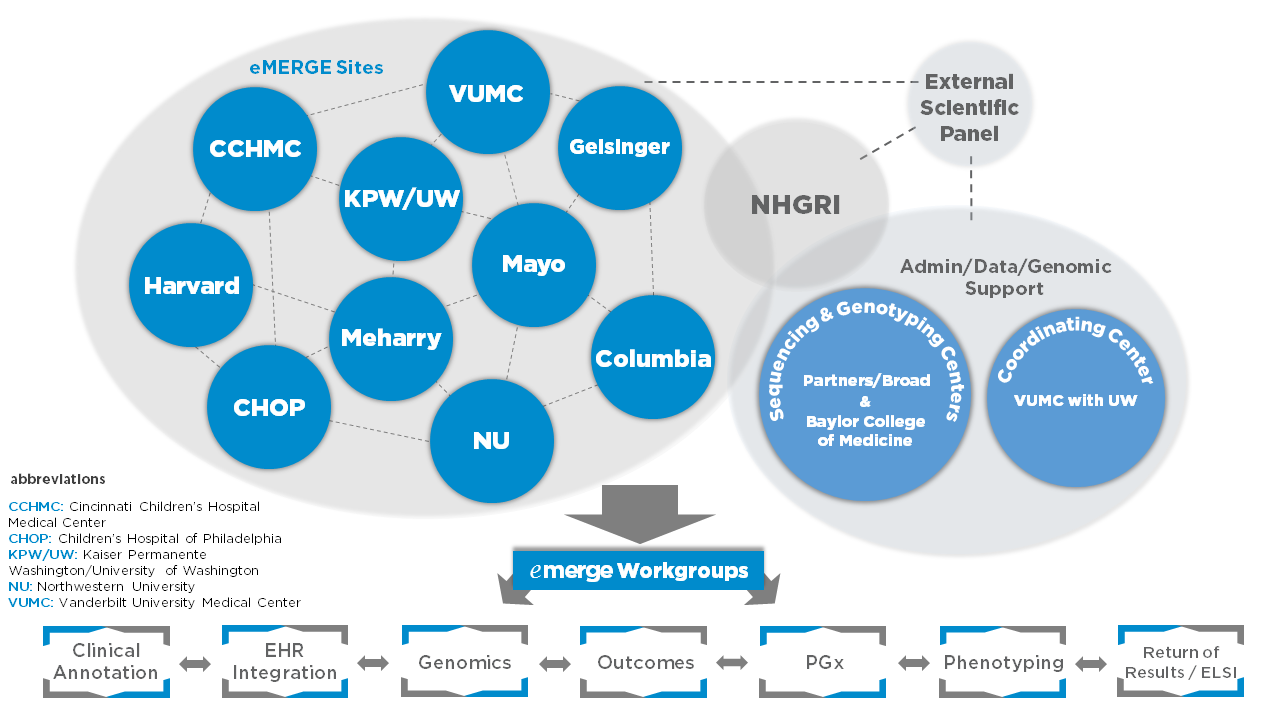 eMERGE Sites
VUMC
CCHMC
Geisinger
KPW/UW
Mayo
Harvard
Meharry
Columbia
CHOP
NU
External
Scientific
Panel
NHGRI
Admin/Data/Genomic
Support
Sequencing & Genotyping Centers
Partners/Broad
&
Baylor College
of Medicine
Coordinating Center
VUMC with UW
abbreviations
CCHMC: Cincinnati Children's Hospital
Medical Center
CHOP: Children's Hospital of Philadelphia
KPW/UW: Kaiser Permanente
Washington/University of Washington
NU: Northwestern University
VUMC: Vanderbilt University Medical Center
emerge Workgroups
Clinical
Annotation
EHR
Integration
Genomics
Outcomes
PGx
Phenotyping
Return of
Results / ELSI